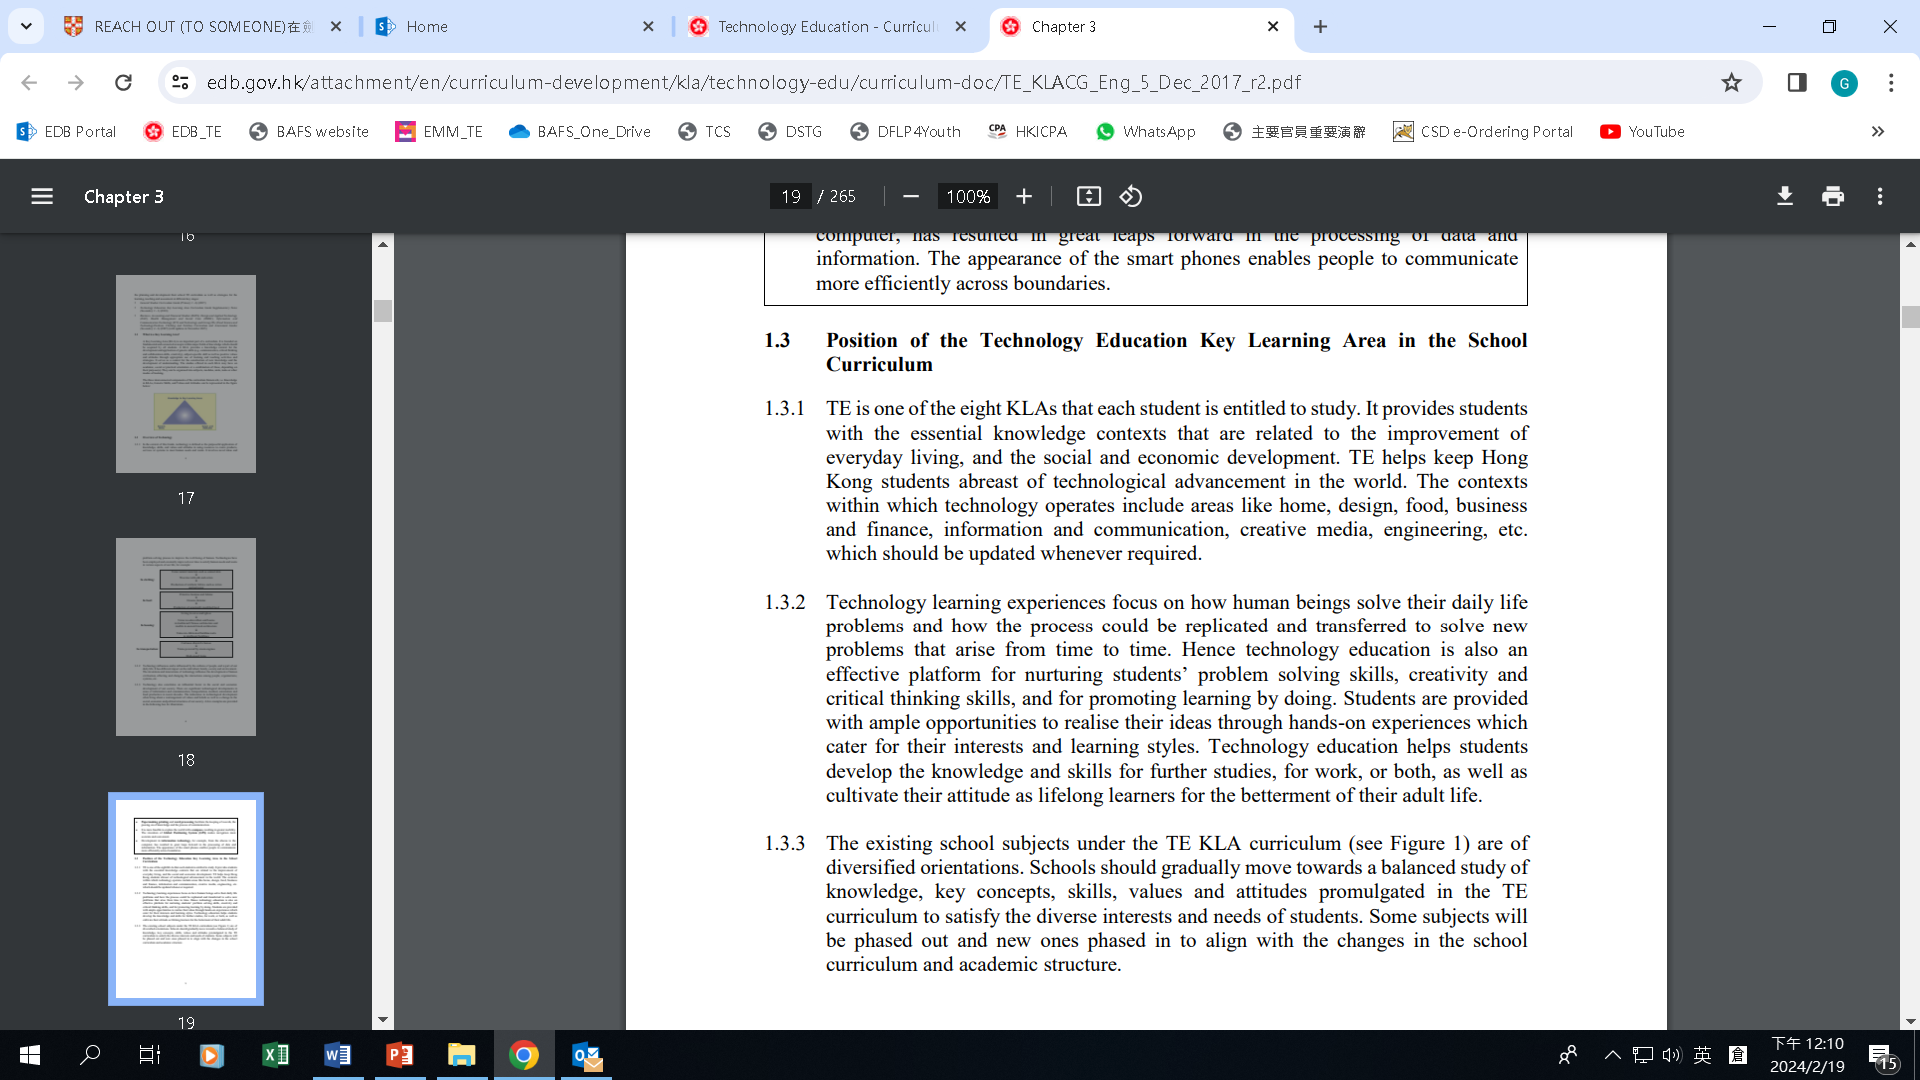 REACH OUT (TO SOMEONE)在劍
Home
Technology Education - Curricul
Chapter 3
edb.gov.hk/attachment/en/curriculum-development/kla/technology-edu/curriculum-doc/TE_KLACG_Eng_5_Dec_2017_r2.pdf
G
EDB Portal
EDB_TE
BAFS website
EMM_TE
BAFS_One_Drive
TCS
DSTG
DFLP4Youth
CPA
HKICPA
WhatsApp
主要官員重要演辭
CSD e-Ordering Portal
YouTube
Chapter 3
19 / 265
100%
16
17
18
19
computer, has resulted in great leaps forward in the processing of data and
information. The appearance of the smart phones enables people to communicate
more efficiently across boundaries.
1.3 Position of the Technology Education Key Learning Area in the School
Curriculum
1.3.1 TE is one of the eight KLAs that each student is entitled to study. It provides students
with the essential knowledge contexts that are related to the improvement of
everyday living, and the social and economic development. TE helps keep Hong
Kong students abreast of technological advancement in the world. The contexts
within which technology operates include areas like home, design, food, business
and finance, information and communication, creative media, engineering, etc.
which should be updated whenever required.
1.3.2 Technology learning experiences focus on how human beings solve their daily life
problems and how the process could be replicated and transferred to solve new
problems that arise from time to time. Hence technology education is also an
effective platform for nurturing students’ problem solving skills, creativity and
critical thinking skills, and for promoting learning by doing. Students are provided
with ample opportunities to realise their ideas through hands-on experiences which
cater for their interests and learning styles. Technology education helps students
develop the knowledge and skills for further studies, for work, or both, as well as
cultivate their attitude as lifelong learners for the betterment of their adult life.
1.3.3 The existing school subjects under the TE KLA curriculum (see Figure 1) are of
diversified orientations. Schools should gradually move towards a balanced study of
knowledge, key concepts, skills, values and attitudes promulgated in the TE
curriculum to satisfy the diverse interests and needs of students. Some subjects will
be phased out and new ones phased in to align with the changes in the school
curriculum and academic structure.
英
倉
下午 12:10
2024/2/19
15